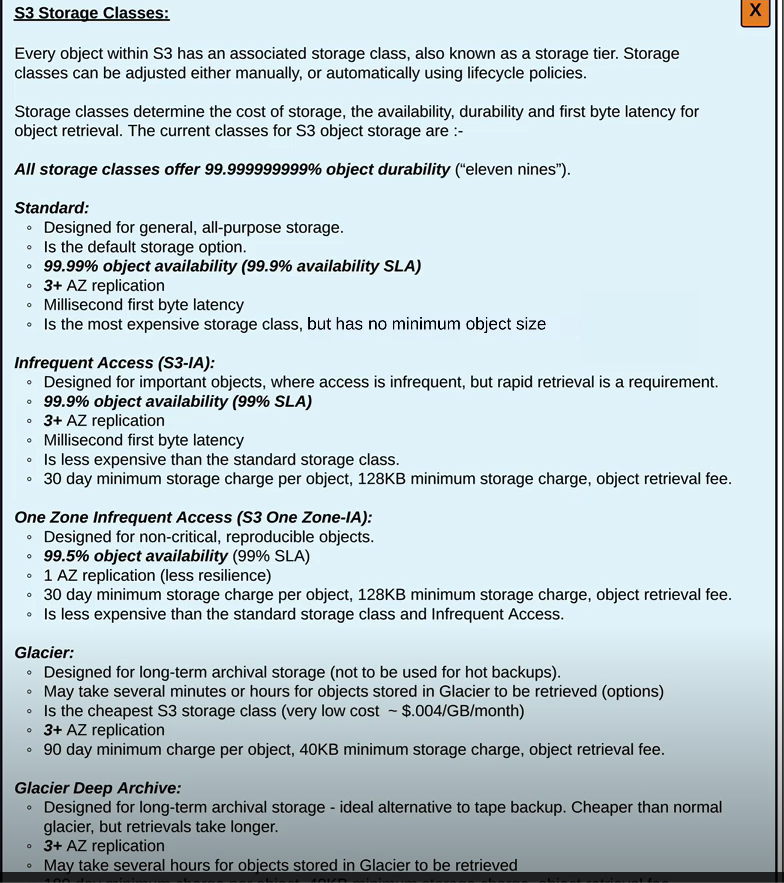 S3 Storage Classes:
X
Every object within S3 has an associated storage class, also known as a storage tier. Storage
classes can be adjusted either manually, or automatically using lifecycle policies.
Storage classes determine the cost of storage, the availability, durability and first byte latency for
object retrieval. The current classes for S3 object storage are :-
All storage classes offer 99.999999999% object durability (“eleven nines”).
Standard:
◦ Designed for general, all-purpose storage.
◦ Is the default storage option.
◦ 99.99% object availability (99.9% availability SLA)
◦ 3+ AZ replication
◦ Millisecond first byte latency
◦ Is the most expensive storage class, but has no minimum object size
Infrequent Access (S3-IA):
◦ Designed for important objects, where access is infrequent, but rapid retrieval is a requirement.
◦ 99.9% object availability (99% SLA)
◦ 3+ AZ replication
◦ Millisecond first byte latency
◦ Is less expensive than the standard storage class.
◦ 30 day minimum storage charge per object, 128KB minimum storage charge, object retrieval fee.
One Zone Infrequent Access (S3 One Zone-IA):
◦ Designed for non-critical, reproducible objects.
◦ 99.5% object availability (99% SLA)
◦ 1 AZ replication (less resilience)
◦ 30 day minimum storage charge per object, 128KB minimum storage charge, object retrieval fee.
◦ Is less expensive than the standard storage class and Infrequent Access.
Glacier:
◦ Designed for long-term archival storage (not to be used for hot backups).
◦ May take several minutes or hours for objects stored in Glacier to be retrieved (options)
◦ Is the cheapest S3 storage class (very low cost ~ $.004/GB/month)
◦ 3+ AZ replication
◦ 90 day minimum charge per object, 40KB minimum storage charge, object retrieval fee.
Glacier Deep Archive:
◦ Designed for long-term archival storage - ideal alternative to tape backup. Cheaper than normal
glacier, but retrievals take longer.
◦ 3+ AZ replication
◦ May take several hours for objects stored in Glacier to be retrieved